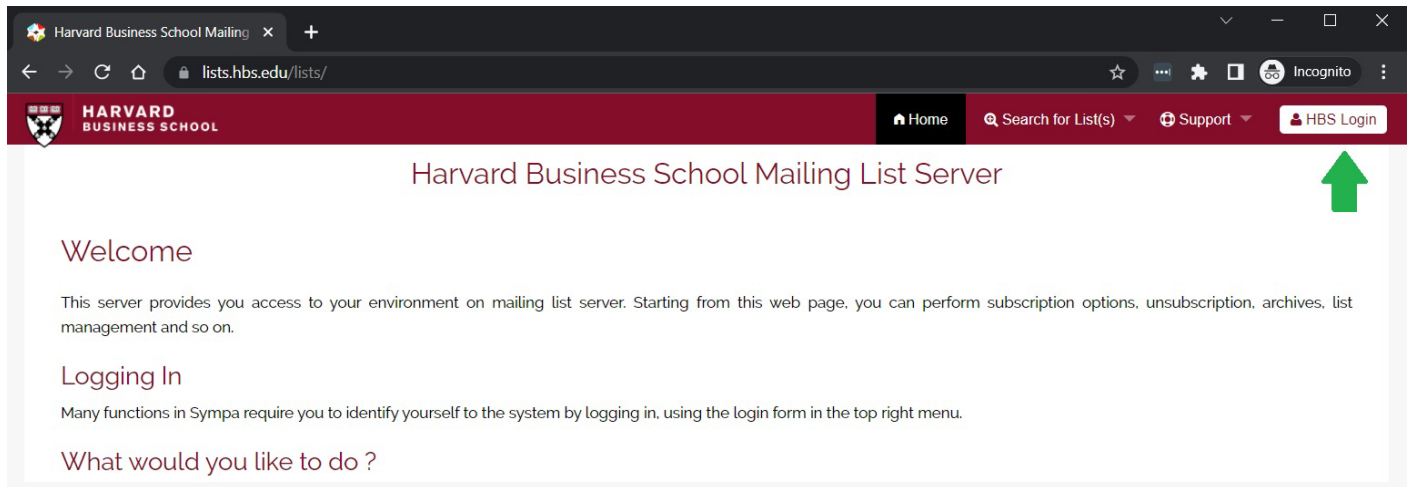 Harvard Business School Mailing
lists.hbs.edu/lists/
Incognito
HARVARD
BUSINESS SCHOOL
Home
Search for List(s)
Support
HBS Login
Harvard Business School Mailing List Server
Welcome
This server provides you access to your environment on mailing list server. Starting from this web page, you can perform subscription options, unsubscription, archives, list
management and so on.
Logging In
Many functions in Sympa require you to identify yourself to the system by logging in, using the login form in the top right menu.
What would you like to do ?